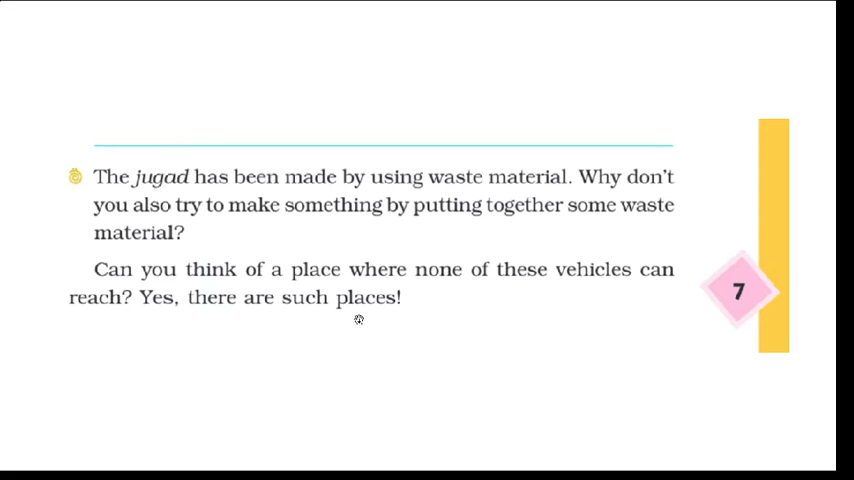 The jugad has been made by using waste material. Why don't
you also try to make something by putting together some waste
material?
Can you think of a place where none of these vehicles can
reach? Yes, there are such places!
7